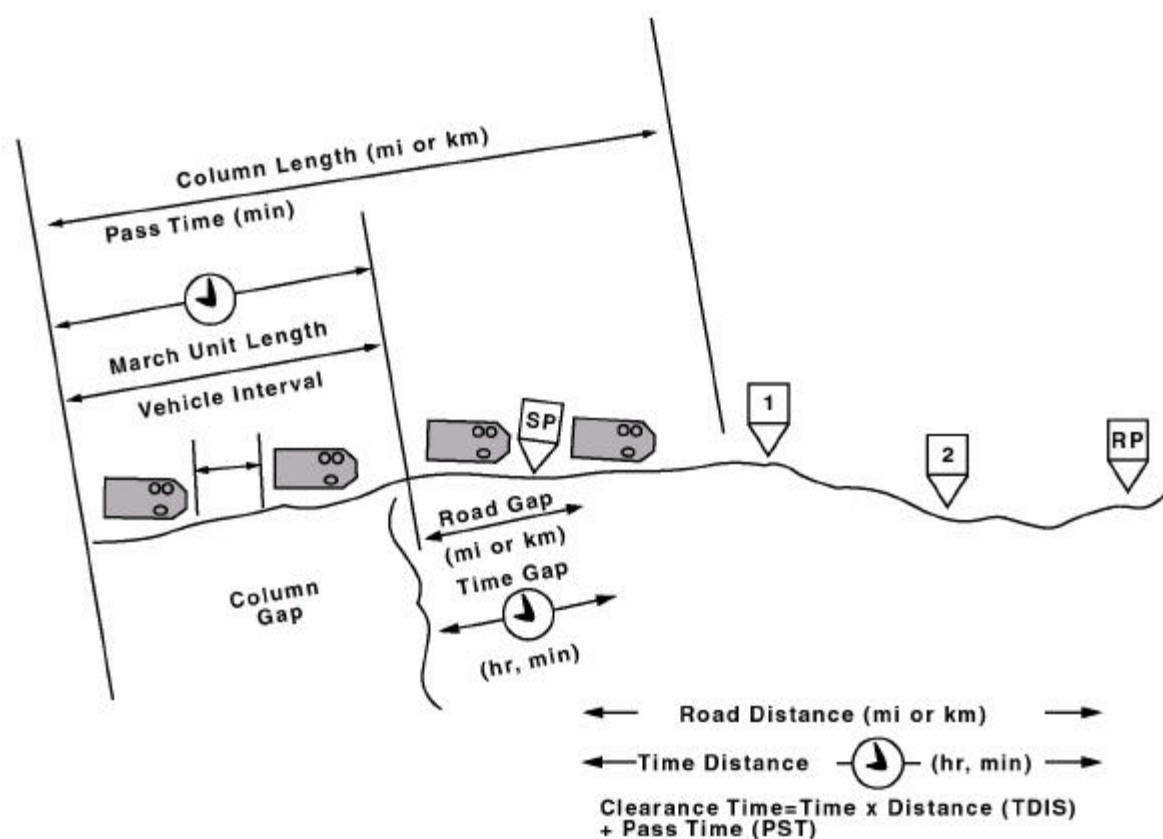 Column Length (mi or km)
Pass Time (min)
March Unit Length
Vehicle Interval
SP
1
2
RP
Road Gap
(mi or km)
Time Gap
(hr, min)
Column
Gap
Road Distance (mi or km)
Time Distance (hr, min)
Clearance Time=Time x Distance (TDIS)
+ Pass Time (PST)